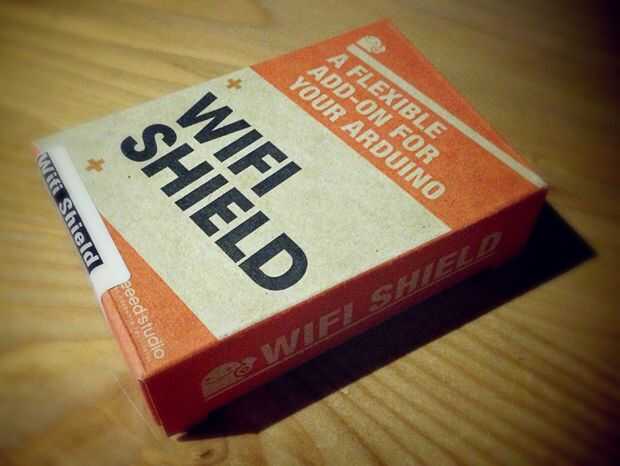 WIFI
SHIELD
A FLEXIBLE
ADD-ON FOR
YOUR ARDUINO
Wifi Shield
seeed studio
WIFI SHIELD